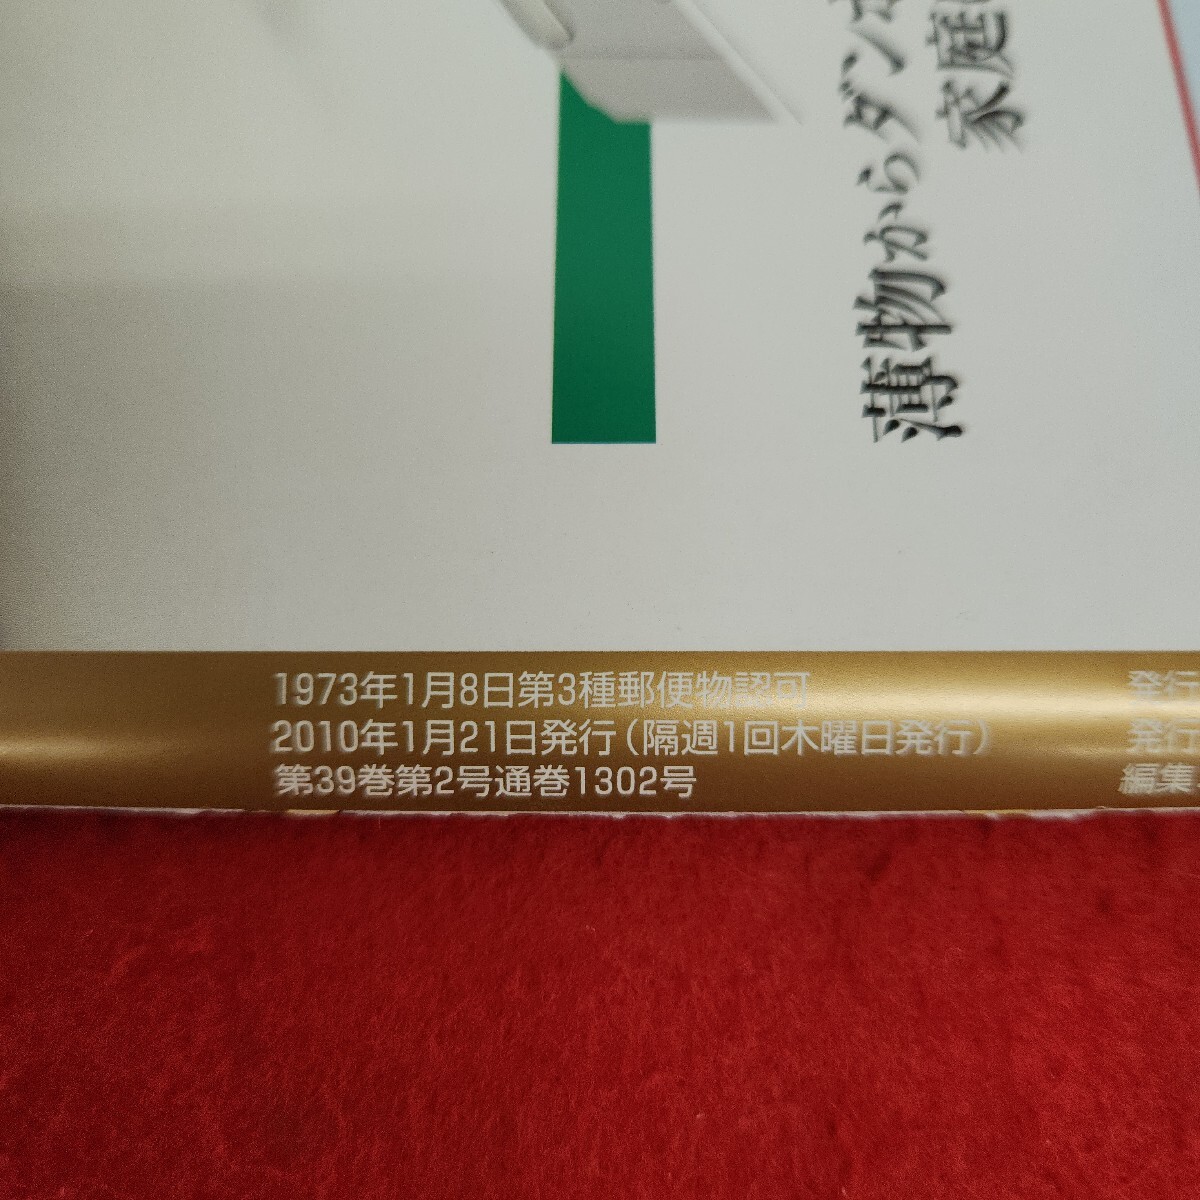 薄物からダンボ
家庭
1973年1月8日第3種郵便物認可
2010年1月21日発行(隔週1回木曜日発行)
第39巻第2号通巻1302号
発行
発行
編集